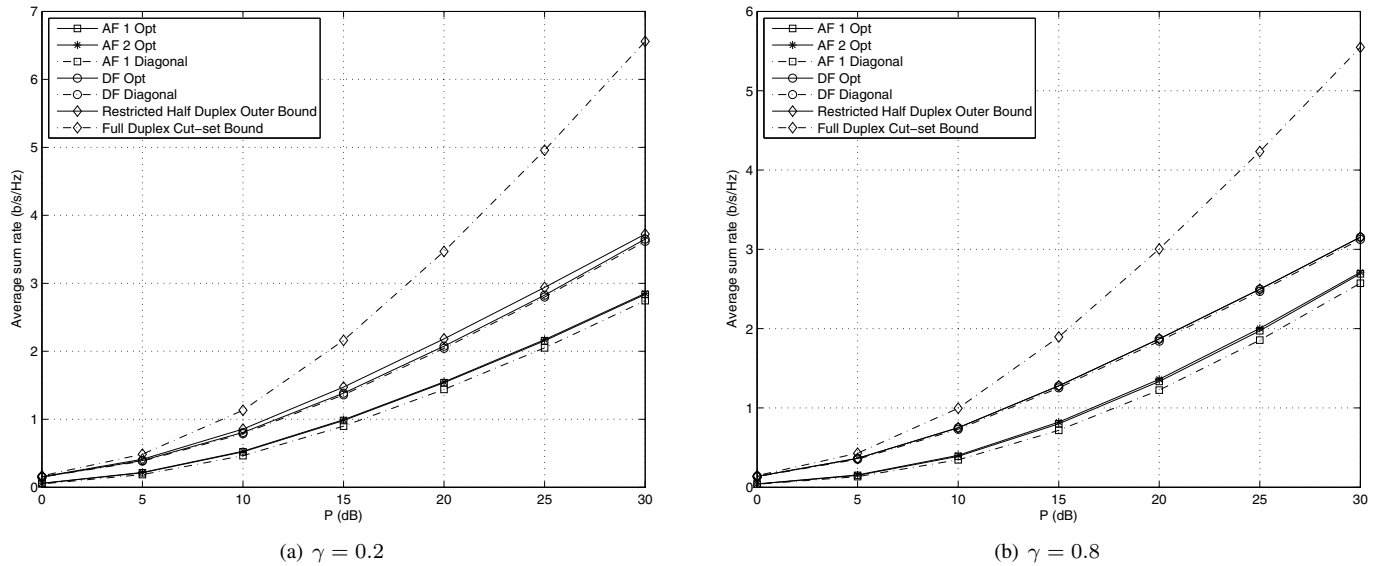 7
6
5
4
3
2
1
0
Average sum rate (b/s/Hz)
AF 1 Opt
AF 2 Opt
AF 1 Diagonal
DF Opt
DF Diagonal
Restricted Half Duplex Outer Bound
Full Duplex Cut−set Bound
0 5 10 15 20 25 30
P (dB)
(a) γ = 0.2
6
5
4
3
2
1
0
Average sum rate (b/s/Hz)
AF 1 Opt
AF 2 Opt
AF 1 Diagonal
DF Opt
DF Diagonal
Restricted Half Duplex Outer Bound
Full Duplex Cut−set Bound
0 5 10 15 20 25 30
P (dB)
(b) γ = 0.8